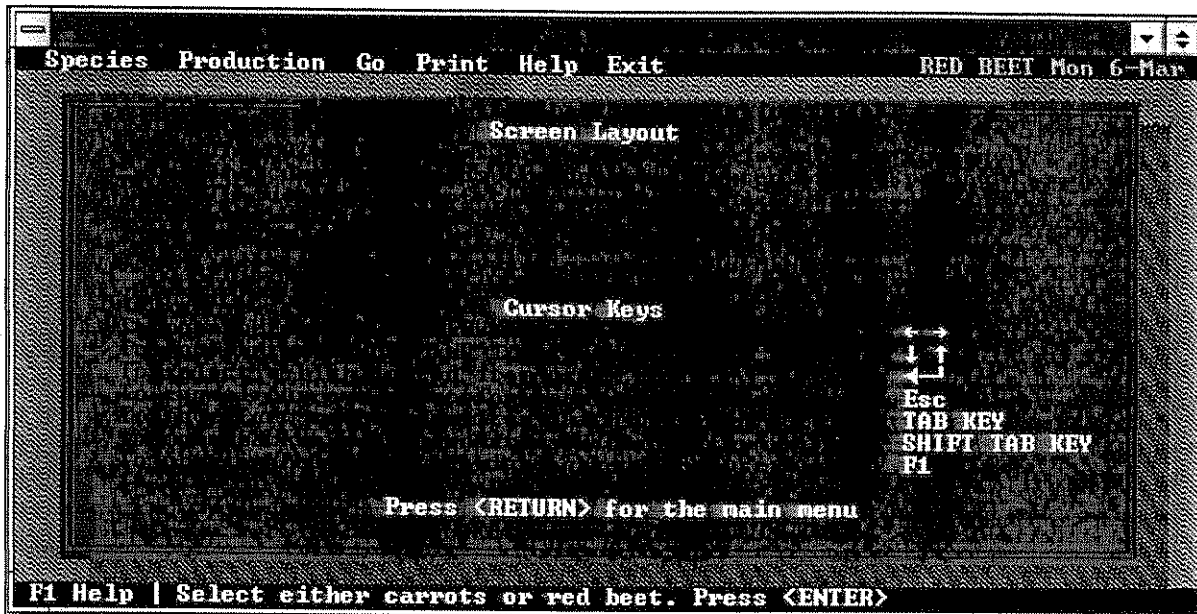 Species Production Go Print Help Exit RED BEET Mon 6-Mar
Screen Layout
Cursor Keys
Esc
TAB KEY
SHIFT TAB KEY
F1
Press <RETURN> for the main menu
F1 Help | Select either carrots or red beet. Press <ENTER>